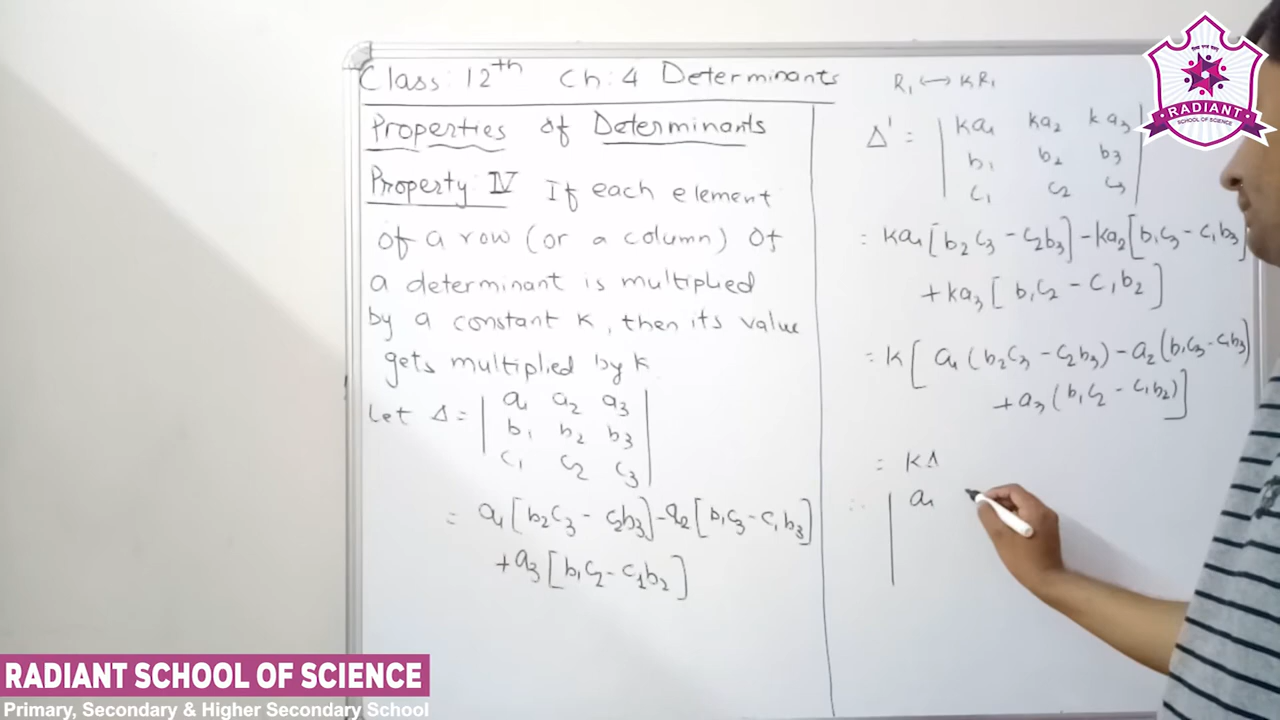 Class: 12th Ch: 4 Determinants
Properties of Determinants
Property: IV If each element
of a row (or a column) of
a determinant is multiplied
by a constant K, then its value
gets multiplied by K
Let Δ = | a1 a2 a3 |
| b1 b2 b3 |
| c1 c2 c3 |
= a1[b2c3 - c2b3] - a2[b1c3 - c1b3]
+ a3[b1c2 - c1b2]
R1 ↔ KR1
Δ' = | ka1 ka2 ka3 |
| b1 b2 b3 |
| c1 c2 c3 |
= ka1[b2c3 - c2b3] - ka2[b1c3 - c1b3]
+ ka3[b1c2 - c1b2]
= K[a1(b2c3 - c2b3) - a2(b1c3 - c1b3)
+ a3(b1c2 - c1b2)]
= KΔ
∴ | a1
RADIANT
SCHOOL OF SCIENCE
RADIANT SCHOOL OF SCIENCE
Primary, Secondary & Higher Secondary School